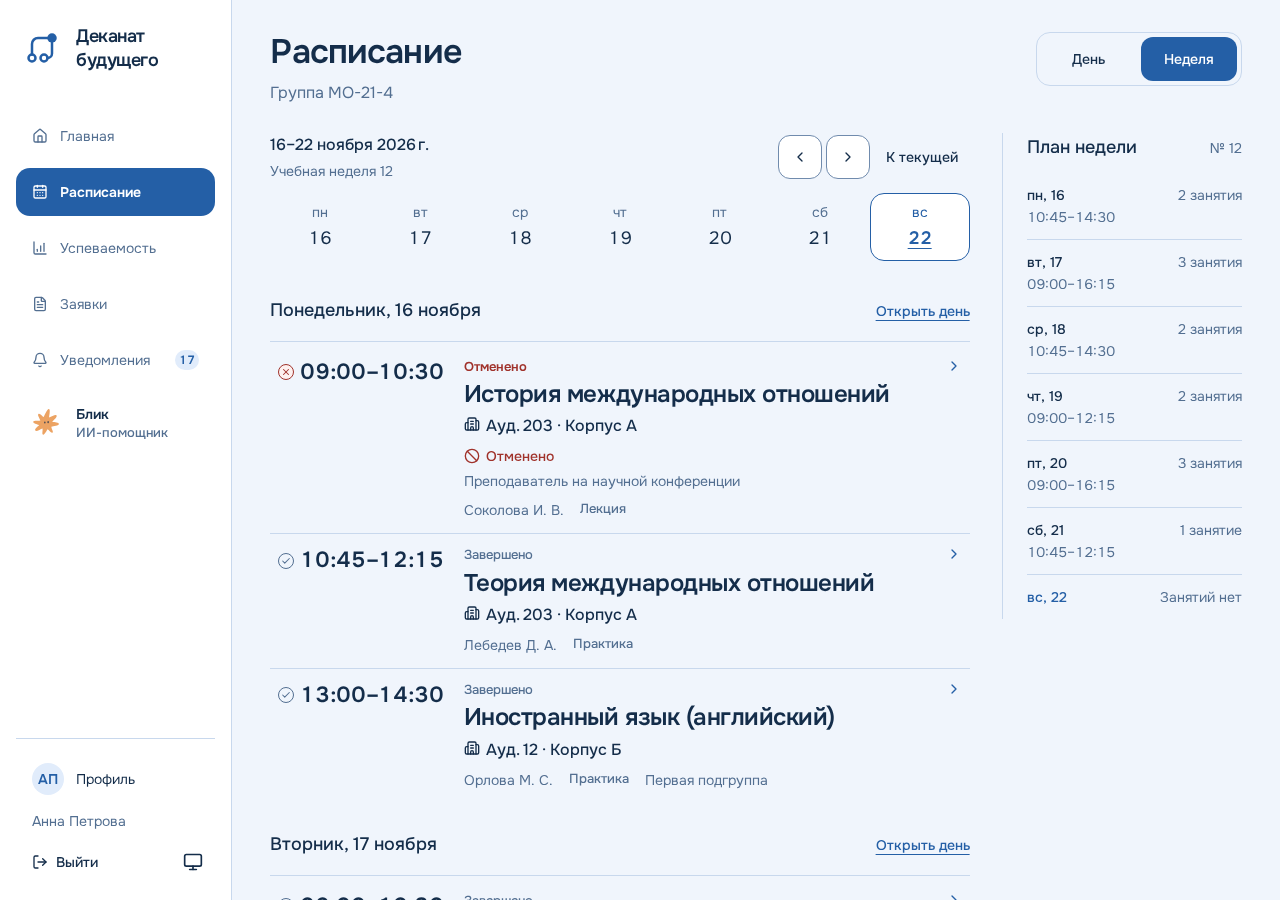 Деканат
будущего
Главная
Расписание
Успеваемость
Заявки
Уведомления 17
Блик
ИИ-помощник
АП Профиль
Анна Петрова
Выйти
Расписание
Группа МО-21-4
День Неделя
16–22 ноября 2026 г.
Учебная неделя 12
К текущей
пн вт ср чт пт сб вс
16 17 18 19 20 21 22
Понедельник, 16 ноября Открыть день
09:00–10:30
Отменено
История международных отношений
Ауд. 203 · Корпус А
Отменено
Преподаватель на научной конференции
Соколова И. В. Лекция
10:45–12:15
Завершено
Теория международных отношений
Ауд. 203 · Корпус А
Лебедев Д. А. Практика
13:00–14:30
Завершено
Иностранный язык (английский)
Ауд. 12 · Корпус Б
Орлова М. С. Практика Первая подгруппа
Вторник, 17 ноября Открыть день
План недели № 12
пн, 16 2 занятия
10:45–14:30
вт, 17 3 занятия
09:00–16:15
ср, 18 2 занятия
10:45–14:30
чт, 19 2 занятия
09:00–12:15
пт, 20 3 занятия
09:00–16:15
сб, 21 1 занятие
10:45–12:15
вс, 22 Занятий нет